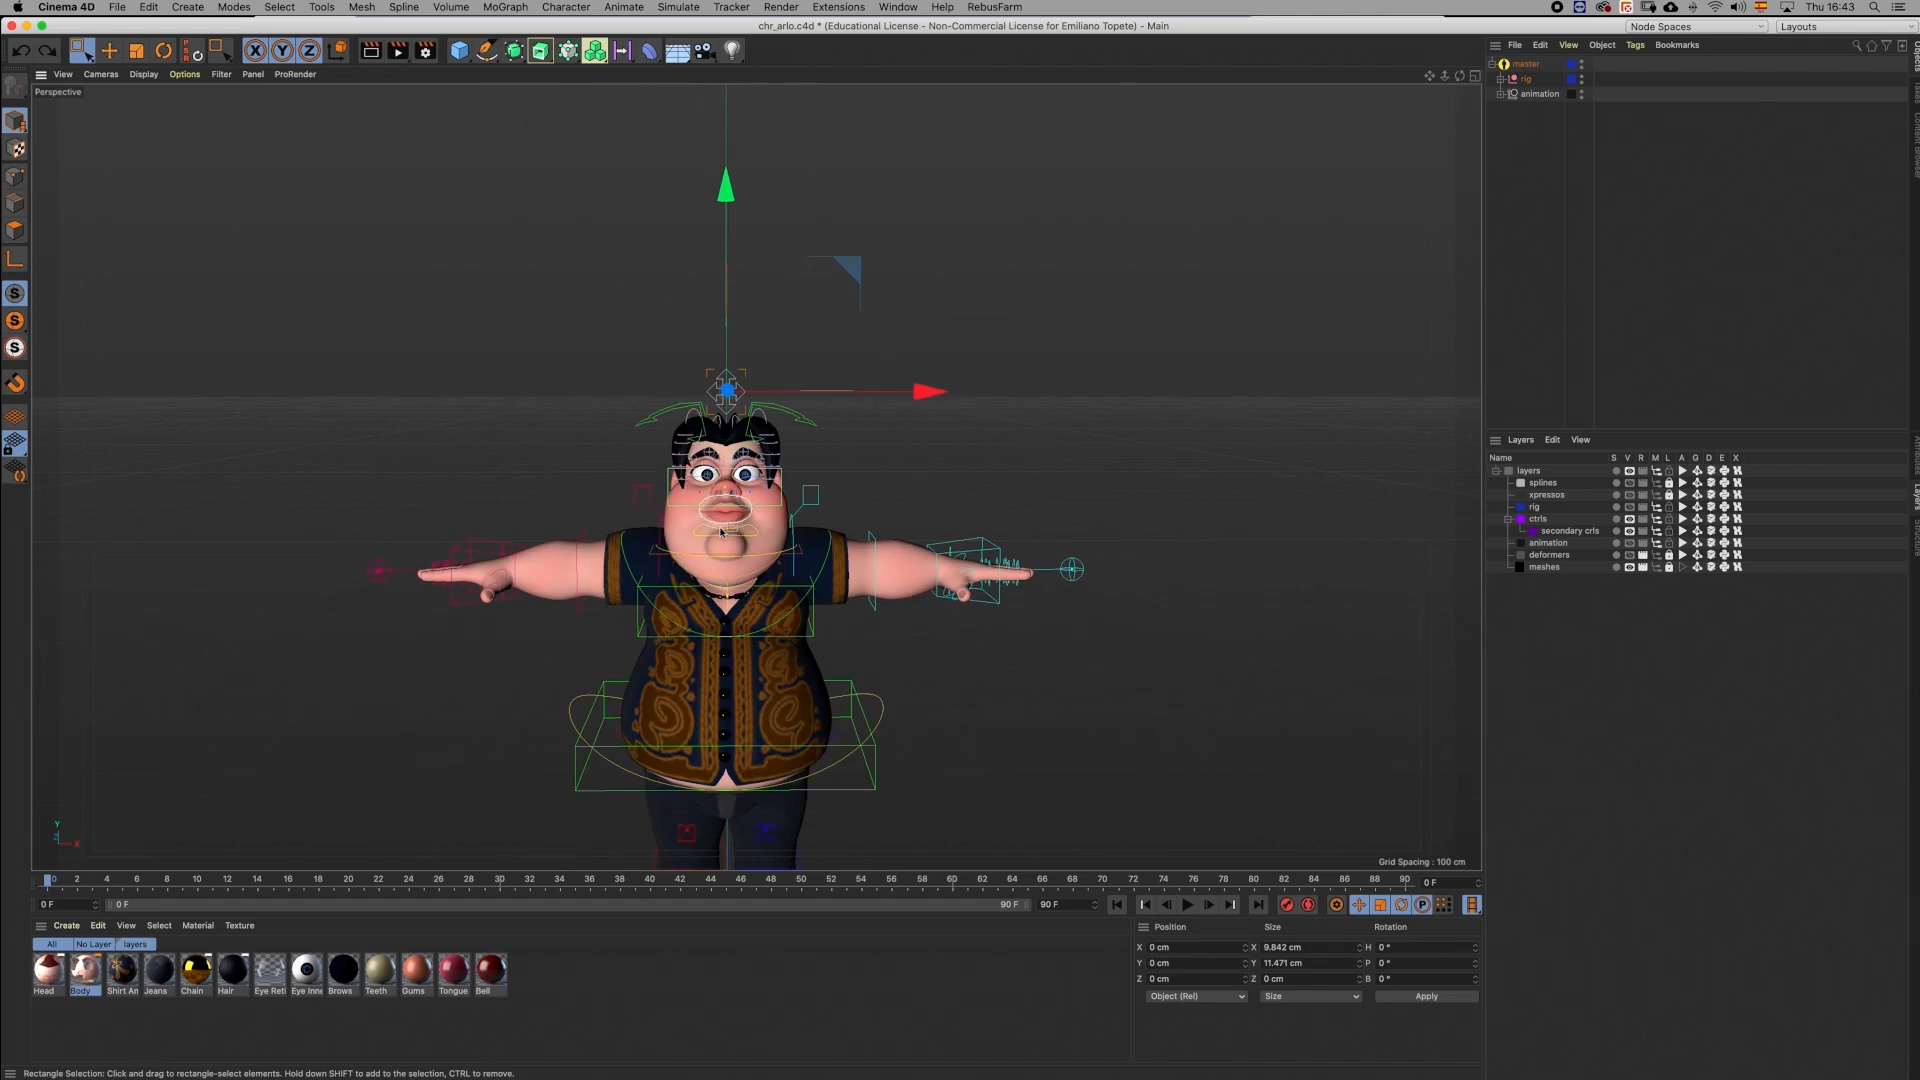 Cinema 4D File Edit Create Modes Select Tools Mesh Spline Volume MoGraph Character Animate Simulate Tracker Render Extensions Window Help RebusFarm Thu 16:43
chr_arlo.c4d * (Educational License - Non-Commercial License for Emiliano Topete) - Main
Node Spaces Layouts
File Edit View Object Tags Bookmarks
X Y Z
PSR
View Cameras Display Options Filter Panel ProRender
Perspective
master
rig
animation
Objects
Takes
Content Browser
Attributes
Layers
Structure
Layers Edit View
Name S V R M L A G D E X
layers
splines
xpressos
rig
ctrls
secondary crls
animation
deformers
meshes
Y
Z
X
Grid Spacing : 100 cm
0 2 4 6 8 10 12 14 16 18 20 22 24 26 28 30 32 34 36 38 40 42 44 46 48 50 52 54 56 58 60 62 64 66 68 70 72 74 76 78 80 82 84 86 88 90 0 F
0 F 0 F 90 F 90 F
Create Edit View Select Material Texture
All No Layer layers
Head Body Shirt An Jeans Chain Hair Eye Reti Eye Inne Brows Teeth Gums Tongue Bell
Position Size Rotation
X 0 cm X 9.842 cm H 0 °
Y 0 cm Y 11.471 cm P 0 °
Z 0 cm Z 0 cm B 0 °
Object (Rel) Size Apply
Rectangle Selection: Click and drag to rectangle-select elements. Hold down SHIFT to add to the selection, CTRL to remove.